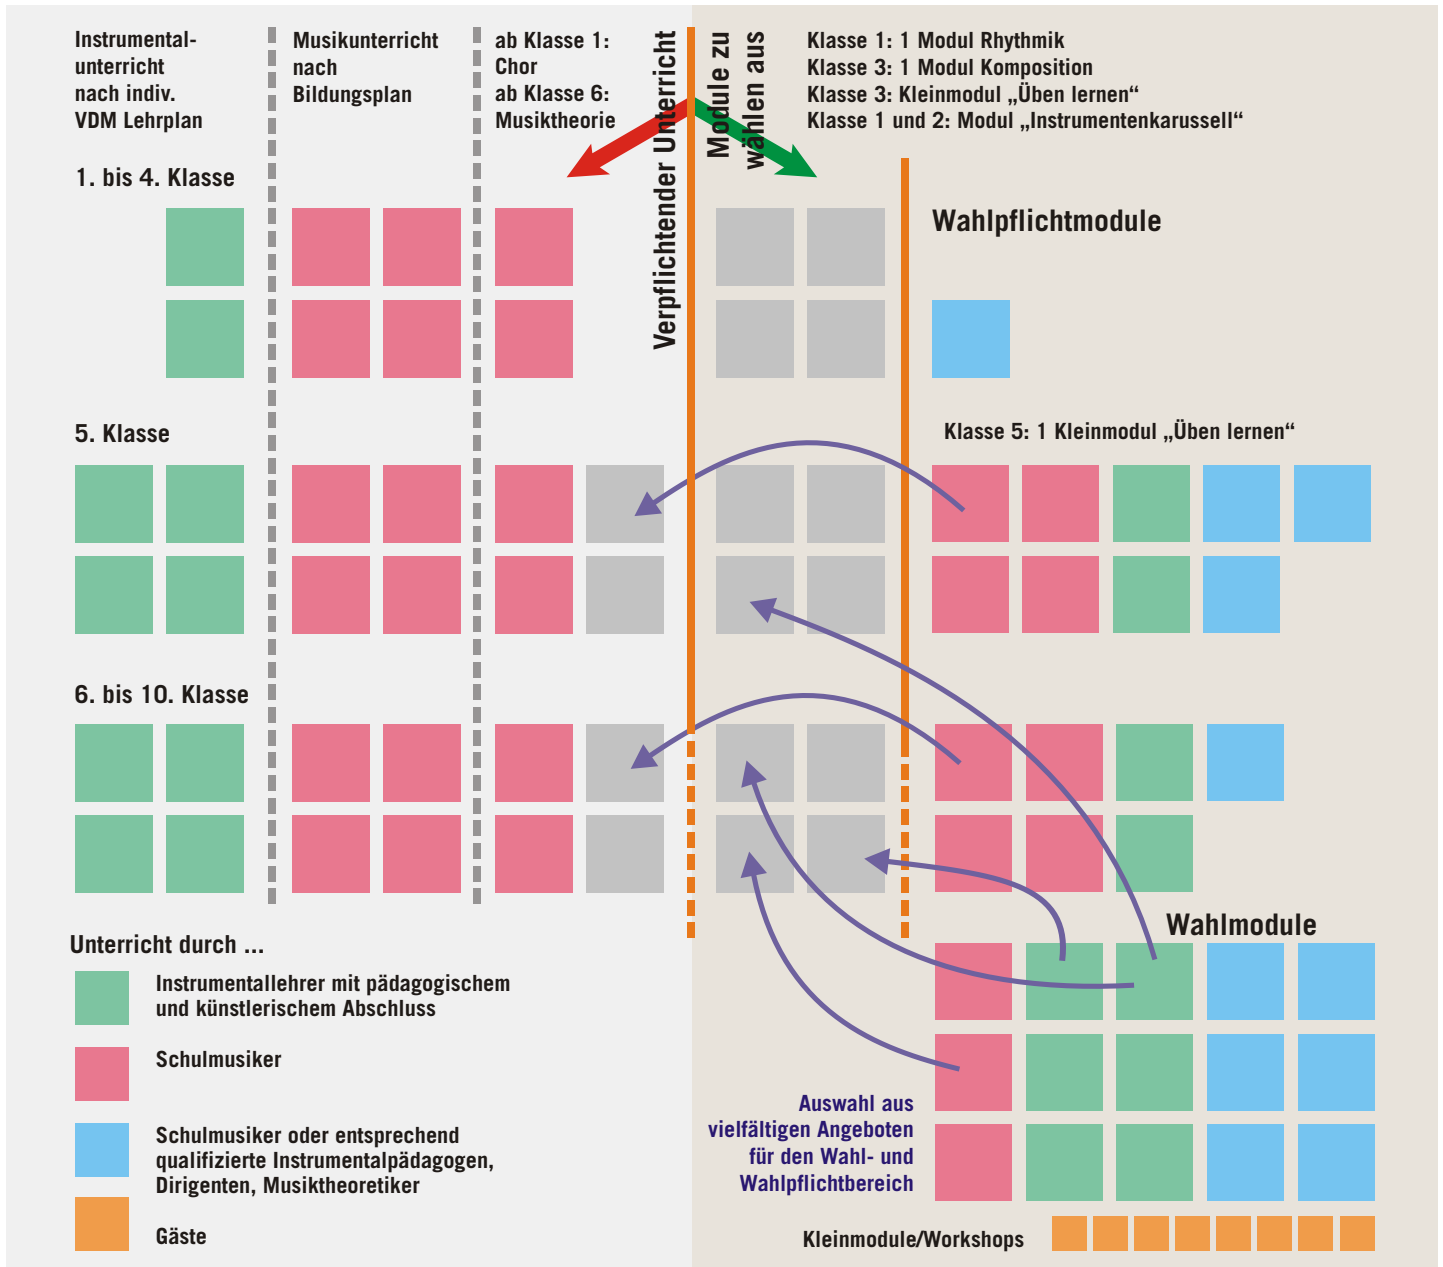 Instrumental-
unterricht
nach indiv.
VDM Lehrplan
Musikunterricht
nach
Bildungsplan
ab Klasse 1:
Chor
ab Klasse 6:
Musiktheorie
Verpflichtender Unterricht
Module zu
wählen aus
Klasse 1: 1 Modul Rhythmik
Klasse 3: 1 Modul Komposition
Klasse 3: Kleinmodul „Üben lernen“
Klasse 1 und 2: Modul „Instrumentenkarussell“
1. bis 4. Klasse
Wahlpflichtmodule
5. Klasse
Klasse 5: 1 Kleinmodul „Üben lernen“
6. bis 10. Klasse
Wahlmodule
Unterricht durch ...
Instrumentallehrer mit pädagogischem
und künstlerischem Abschluss
Schulmusiker
Schulmusiker oder entsprechend
qualifizierte Instrumentalpädagogen,
Dirigenten, Musiktheoretiker
Gäste
Auswahl aus
vielfältigen Angeboten
für den Wahl- und
Wahlpflichtbereich
Kleinmodule/Workshops